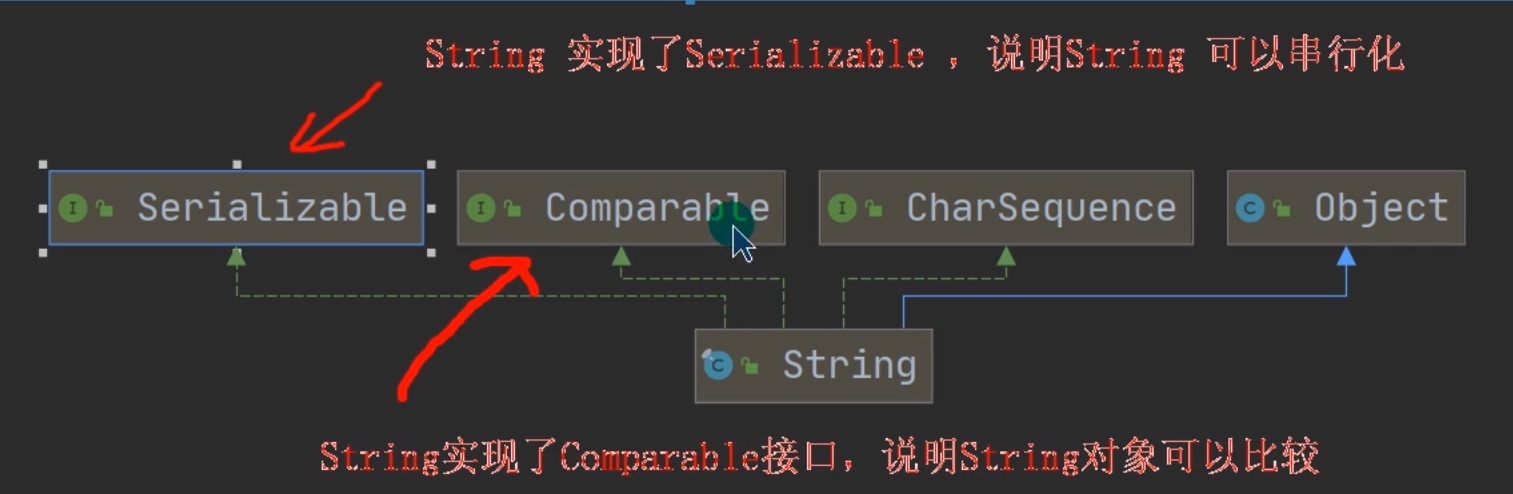 String 实现了Serializable ，说明String 可以串行化
I Serializable
I Comparable
I CharSequence
C Object
C String
String实现了Comparable接口，说明String对象可以比较